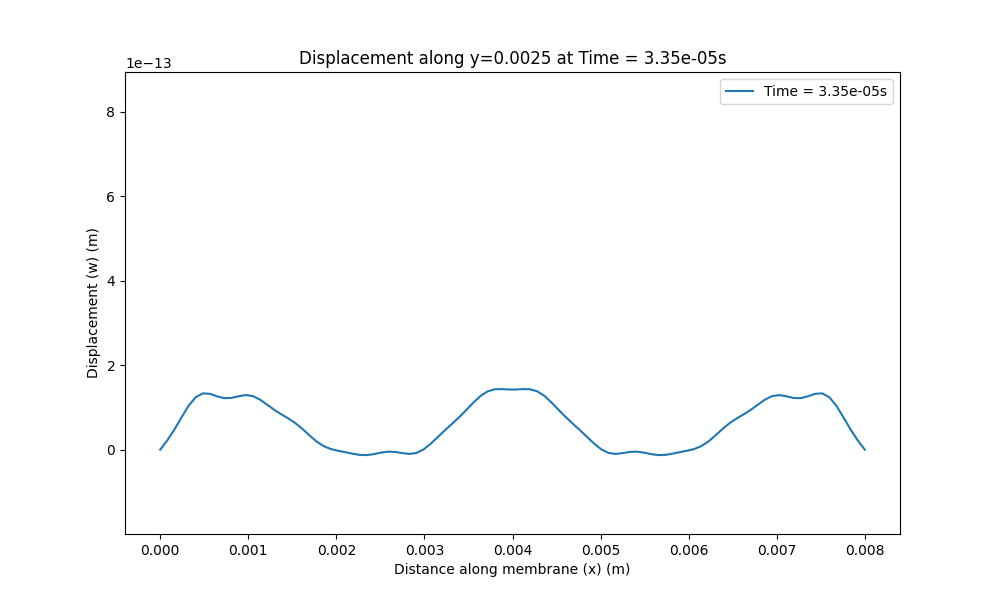 Displacement along y=0.0025 at Time = 3.35e-05s
1e−13
Time = 3.35e-05s
8
6
4
2
0
Displacement (w) (m)
0.000 0.001 0.002 0.003 0.004 0.005 0.006 0.007 0.008
Distance along membrane (x) (m)